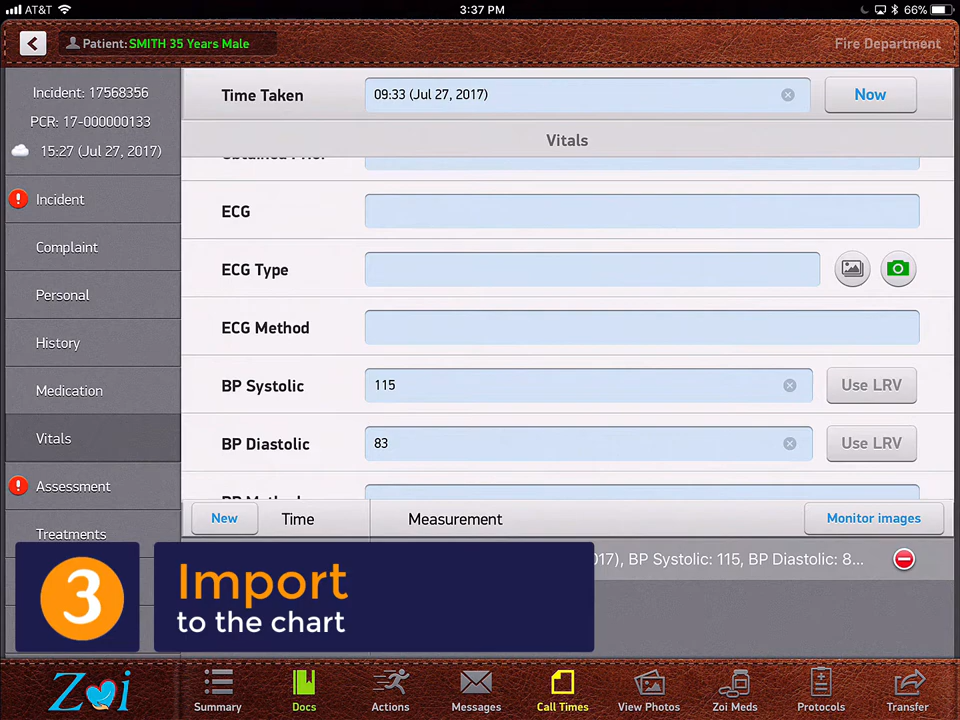 AT&T 3:37 PM 66%
Patient: SMITH 35 Years Male Fire Department
Incident: 17568356
PCR: 17-000000133
15:27 (Jul 27, 2017)
Incident
Complaint
Personal
History
Medication
Vitals
Assessment
Treatments
Time Taken 09:33 (Jul 27, 2017) Now
Vitals
ECG
ECG Type
ECG Method
BP Systolic 115 Use LRV
BP Diastolic 83 Use LRV
New Time Measurement Monitor images
017), BP Systolic: 115, BP Diastolic: 8...
3 Import
to the chart
Zoi Summary Docs Actions Messages Call Times View Photos Zoi Meds Protocols Transfer